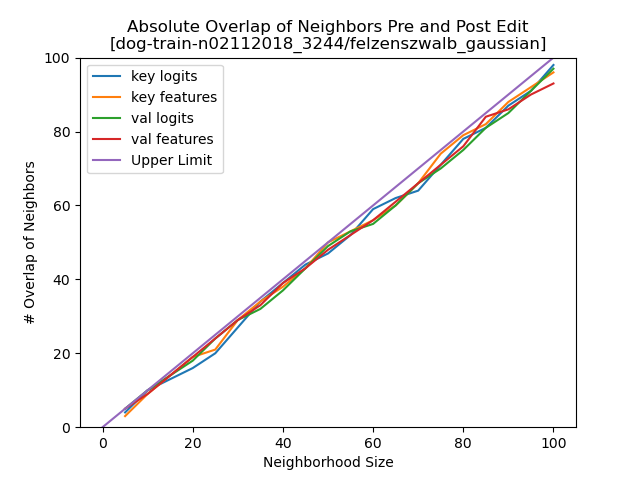 Absolute Overlap of Neighbors Pre and Post Edit
[dog-train-n02112018_3244/felzenszwalb_gaussian]
key logits
key features
val logits
val features
Upper Limit
# Overlap of Neighbors
100
80
60
40
20
0
0 20 40 60 80 100
Neighborhood Size